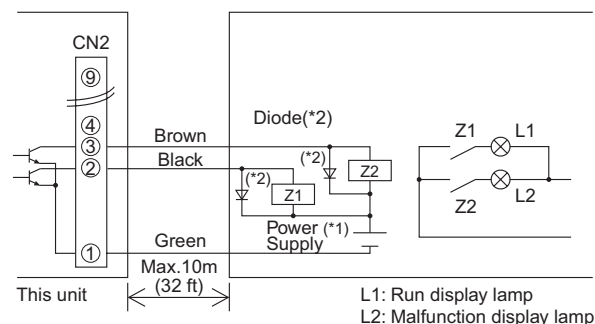 CN2
⑨
④
③
②
①
Brown
Black
Green
Diode(*2)
(*2)
(*2)
Z1
Z2
Power (*1)
Supply
Z1
L1
Z2
L2
This unit
Max.10m
(32 ft)
L1: Run display lamp
L2: Malfunction display lamp